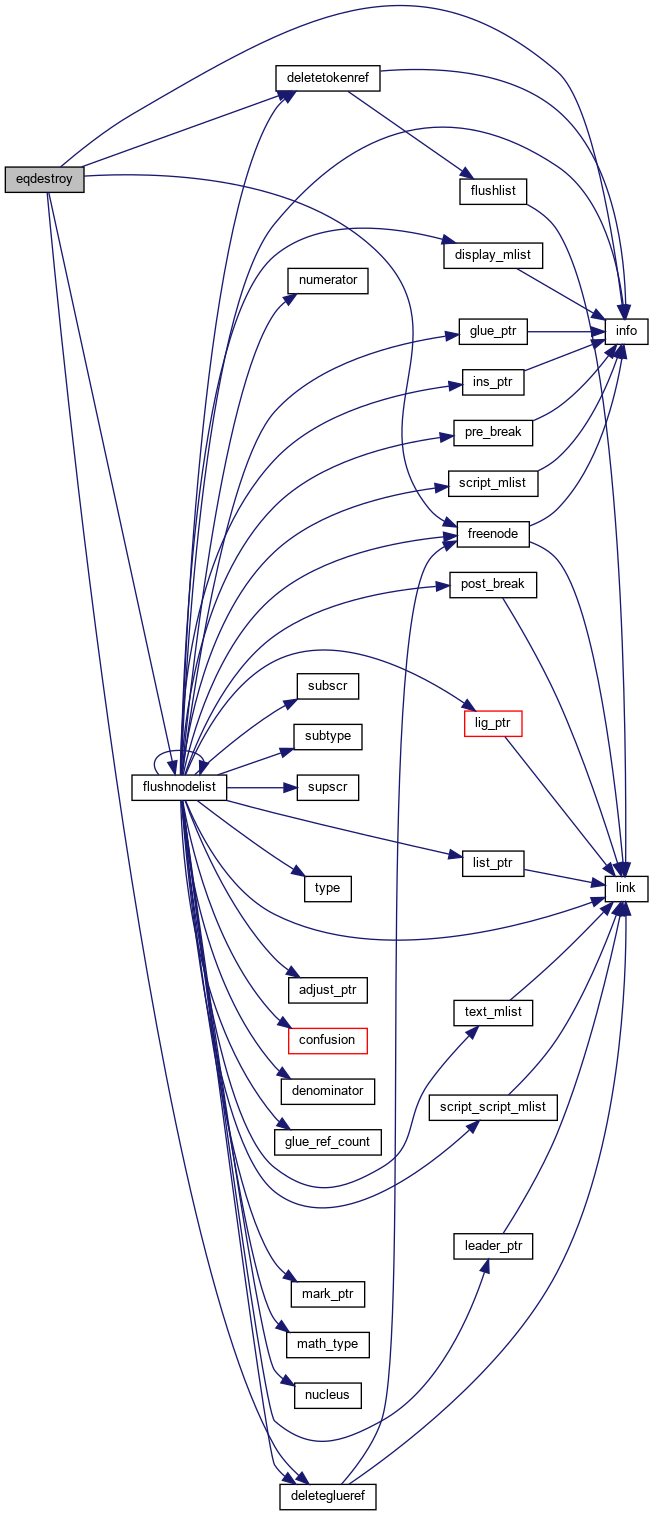 deletetokenref
eqdestroy
flushlist
display_mlist
numerator
glue_ptr
info
ins_ptr
pre_break
script_mlist
freenode
post_break
subscr
lig_ptr
subtype
flushnodelist
supscr
list_ptr
type
link
adjust_ptr
text_mlist
confusion
denominator
script_script_mlist
glue_ref_count
leader_ptr
mark_ptr
math_type
nucleus
deleteglueref